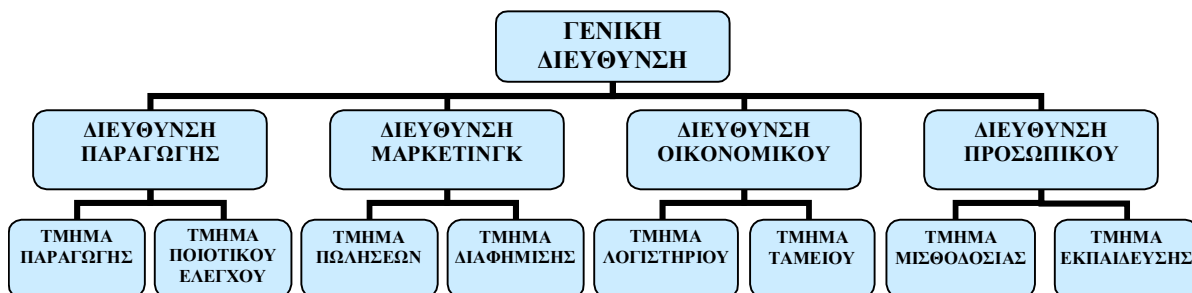 ΓΕΝΙΚΗ
ΔΙΕΥΘΥΝΣΗ
ΔΙΕΥΘΥΝΣΗ
ΠΑΡΑΓΩΓΗΣ
ΔΙΕΥΘΥΝΣΗ
ΜΑΡΚΕΤΙΝΓΚ
ΔΙΕΥΘΥΝΣΗ
ΟΙΚΟΝΟΜΙΚΟΥ
ΔΙΕΥΘΥΝΣΗ
ΠΡΟΣΩΠΙΚΟΥ
ΤΜΗΜΑ
ΠΑΡΑΓΩΓΗΣ
ΤΜΗΜΑ
ΠΟΙΟΤΙΚΟΥ
ΕΛΕΓΧΟΥ
ΤΜΗΜΑ
ΠΩΛΗΣΕΩΝ
ΤΜΗΜΑ
ΔΙΑΦΗΜΙΣΗΣ
ΤΜΗΜΑ
ΛΟΓΙΣΤΗΡΙΟΥ
ΤΜΗΜΑ
ΤΑΜΕΙΟΥ
ΤΜΗΜΑ
ΜΙΣΘΟΔΟΣΙΑΣ
ΤΜΗΜΑ
ΕΚΠΑΙΔΕΥΣΗΣ